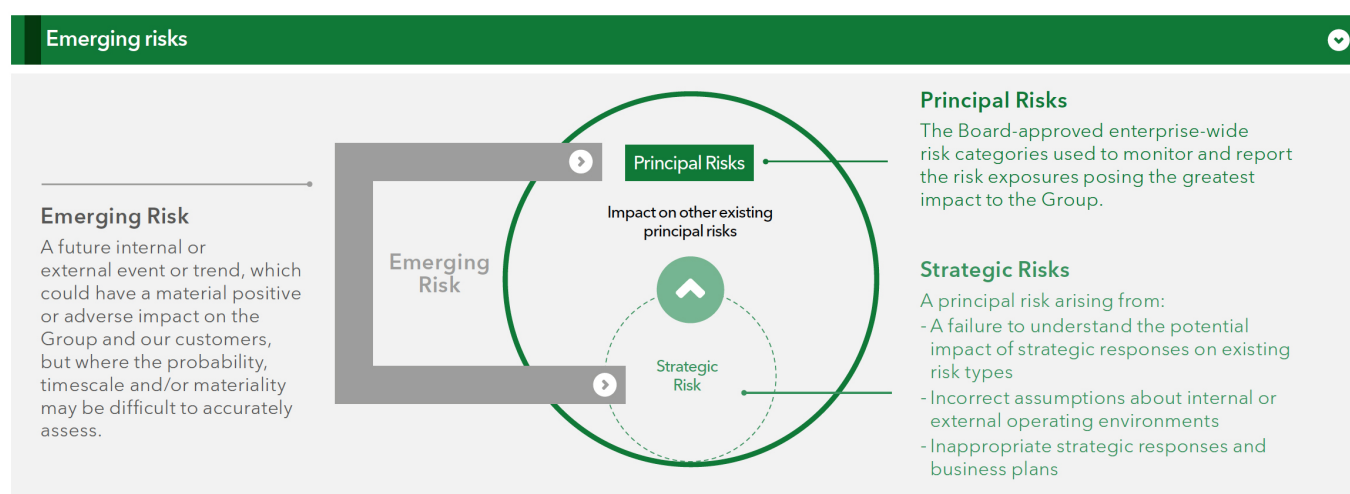 Emerging risks
Emerging Risk
A future internal or
external event or trend, which
could have a material positive
or adverse impact on the
Group and our customers,
but where the probability,
timescale and/or materiality
may be difficult to accurately
assess.
Emerging
Risk
Principal Risks
Impact on other existing
principal risks
Strategic
Risk
Principal Risks
The Board-approved enterprise-wide
risk categories used to monitor and report
the risk exposures posing the greatest
impact to the Group.
Strategic Risks
A principal risk arising from:
- A failure to understand the potential
impact of strategic responses on existing
risk types
- Incorrect assumptions about internal or
external operating environments
- Inappropriate strategic responses and
business plans